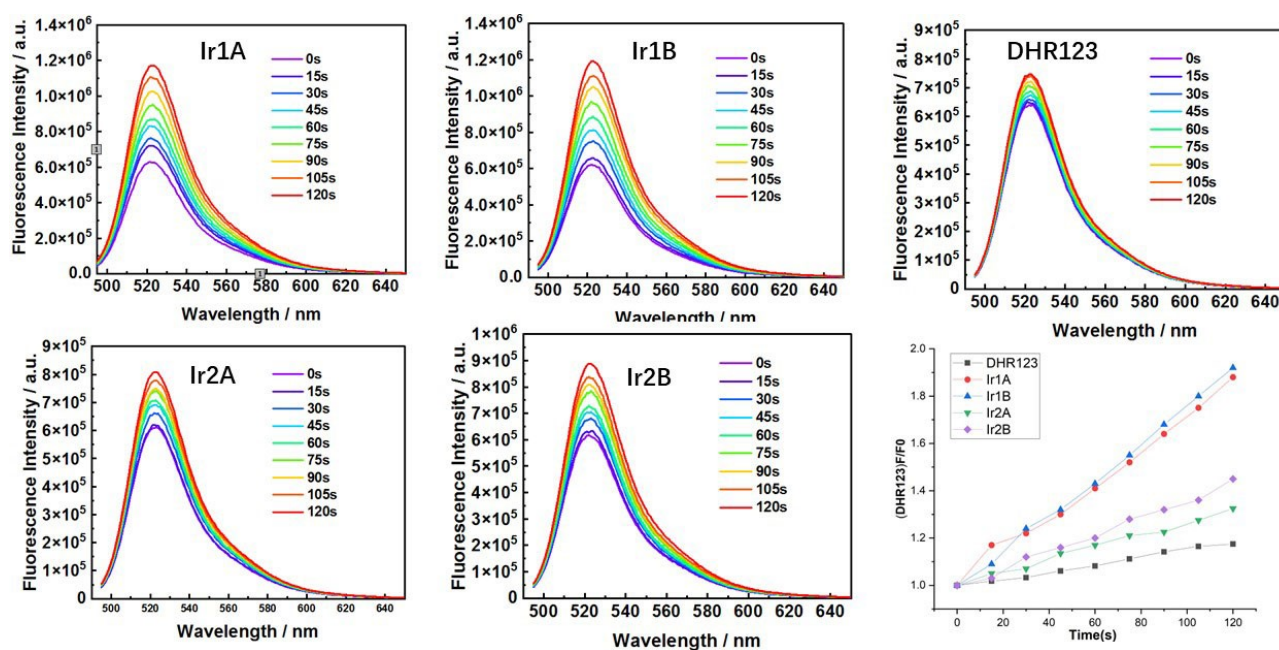 Ir1A
Fluorescence Intensity / a.u.
1.4×10⁶
1.2×10⁶
1.0×10⁶
8.0×10⁵
6.0×10⁵
4.0×10⁵
2.0×10⁵
0.0
0s
15s
30s
45s
60s
75s
90s
105s
120s
1
1
500 520 540 560 580 600 620 640
Wavelength / nm
Ir1B
Fluorescence Intensity / a.u.
1.4×10⁶
1.2×10⁶
1.0×10⁶
8.0×10⁵
6.0×10⁵
4.0×10⁵
2.0×10⁵
0.0
0s
15s
30s
45s
60s
75s
90s
105s
120s
500 520 540 560 580 600 620 640
Wavelength / nm
DHR123
Fluorescence Intensity / a.u.
9×10⁵
8×10⁵
7×10⁵
6×10⁵
5×10⁵
4×10⁵
3×10⁵
2×10⁵
1×10⁵
0
0s
15s
30s
45s
60s
75s
90s
105s
120s
500 520 540 560 580 600 620 640
Wavelength / nm
Ir2A
Fluorescence Intensity / a.u.
9×10⁵
8×10⁵
7×10⁵
6×10⁵
5×10⁵
4×10⁵
3×10⁵
2×10⁵
1×10⁵
0
0s
15s
30s
45s
60s
75s
90s
105s
120s
500 520 540 560 580 600 620 640
Wavelength / nm
Ir2B
Fluorescence Intensity / a.u.
1×10⁶
9×10⁵
8×10⁵
7×10⁵
6×10⁵
5×10⁵
4×10⁵
3×10⁵
2×10⁵
1×10⁵
0
0s
15s
30s
45s
60s
75s
90s
105s
120s
500 520 540 560 580 600 620 640
Wavelength / nm
(DHR123)F/F0
2.0
1.8
1.6
1.4
1.2
1.0
DHR123
Ir1A
Ir1B
Ir2A
Ir2B
0 20 40 60 80 100 120
Time(s)